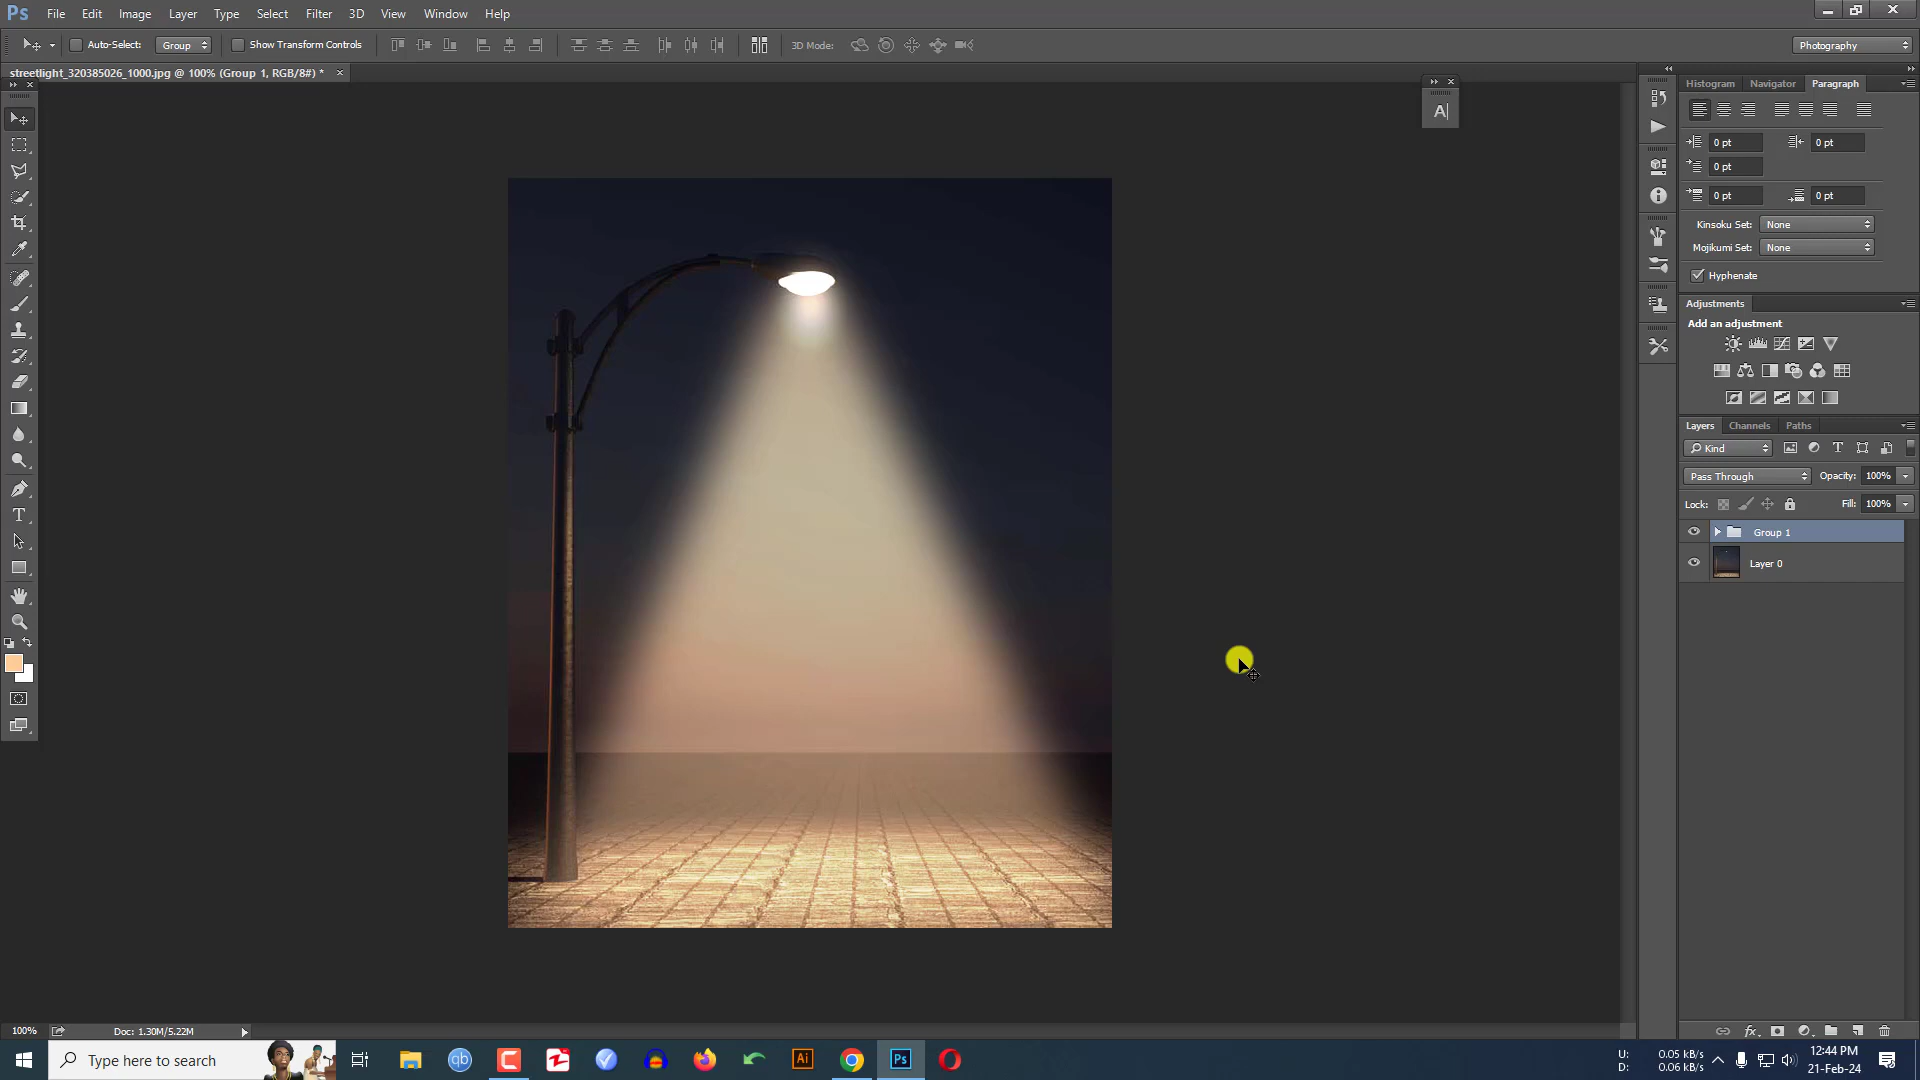 Ps File Edit Image Layer Type Select Filter 3D View Window Help
Auto-Select: Group Show Transform Controls 3D Mode: Photography
streetlight_320385026_1000.jpg @ 100% (Group 1, RGB/8#) *
A
Histogram Navigator Paragraph
0 pt 0 pt
0 pt
0 pt 0 pt
Kinsoku Set: None
Mojikumi Set: None
Hyphenate
Adjustments
Add an adjustment
Layers Channels Paths
Kind
Pass Through Opacity: 100%
Lock: Fill: 100%
Group 1
Layer 0
100% Doc: 1.30M/5.22M
Type here to search
qb
Ai
Ps
U: 0.05 kB/s
D: 0.06 kB/s
12:44 PM
21-Feb-24